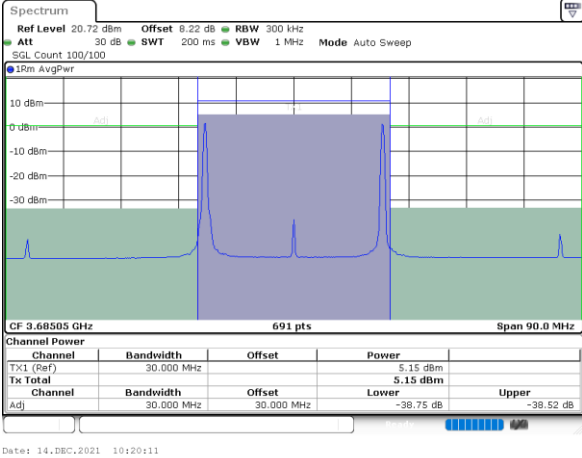 Spectrum
Ref Level 20.72 dBm Offset 8.22 dB RBW 300 kHz
Att 30 dB SWT 200 ms VBW 1 MHz Mode Auto Sweep
SGL Count 100/100
1Rm AvgPwr
10 dBm
Adj Adj
0 dBm
-10 dBm
-20 dBm
-30 dBm
CF 3.68505 GHz 691 pts Span 90.0 MHz
Channel Power
Channel Bandwidth Offset Power
TX1 (Ref) 30.000 MHz 5.15 dBm
Tx Total 5.15 dBm
Channel Bandwidth Offset Lower Upper
Adj 30.000 MHz 30.000 MHz -38.75 dB -38.52 dB
Ready
Date: 14.DEC.2021 10:20:11